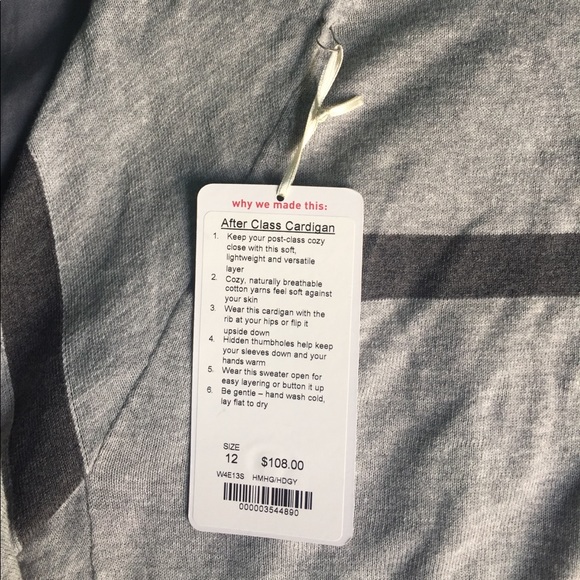 why we made this:
After Class Cardigan
1. Keep your post-class cozy
close with this soft,
lightweight and versatile
layer
2. Cozy, naturally breathable
cotton yarns feel soft against
your skin
3. Wear this cardigan with the
rib at your hips or flip it
upside down
4. Hidden thumbholes help keep
your sleeves down and your
hands warm
5. Wear this sweater open for
easy layering or button it up
6. Be gentle – hand wash cold,
lay flat to dry
SIZE
12 $108.00
W4E13S HMHG/HDGY
000003544890